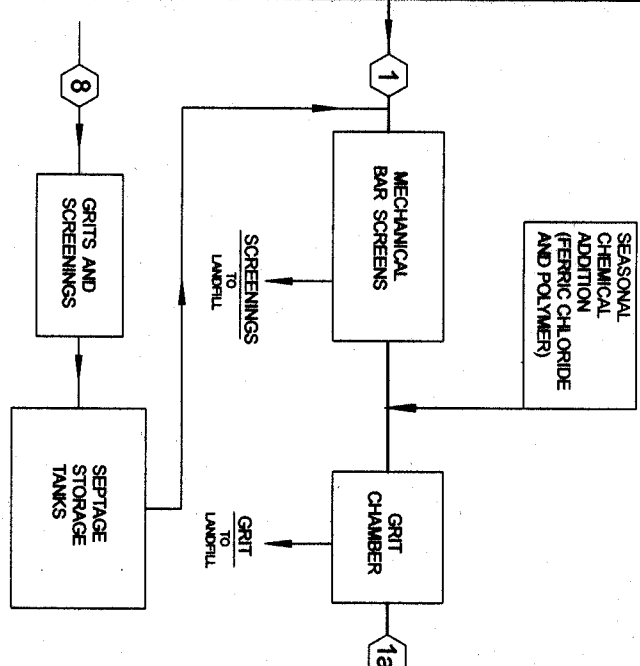 SEASONAL
CHEMICAL
ADDITION
(FERRIC CHLORIDE
AND POLYMER)
1
MECHANICAL
BAR SCREENS
GRIT
CHAMBER
1a
SCREENINGS
TO
LANDFILL
GRIT
TO
LANDFILL
8
GRITS AND
SCREENINGS
SEPTAGE
STORAGE
TANKS